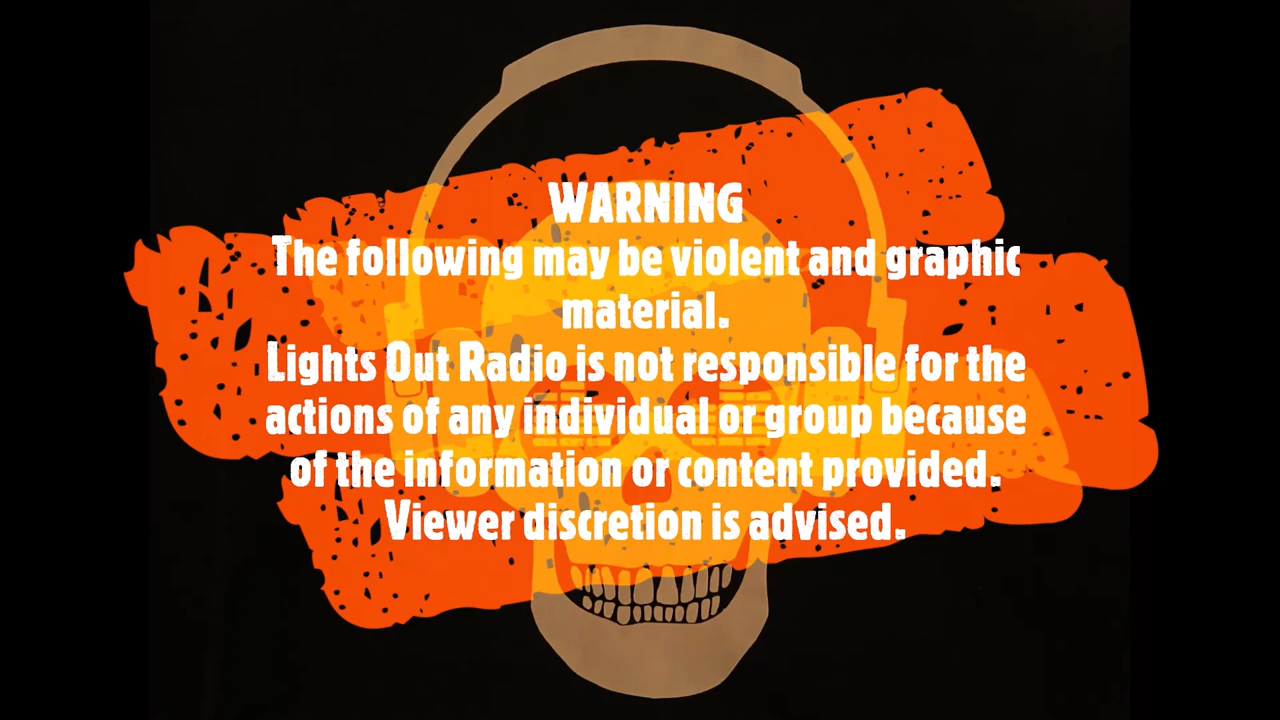 WARNING
The following may be violent and graphic
material.
Lights Out Radio is not responsible for the
actions of any individual or group because
of the information or content provided.
Viewer discretion is advised.